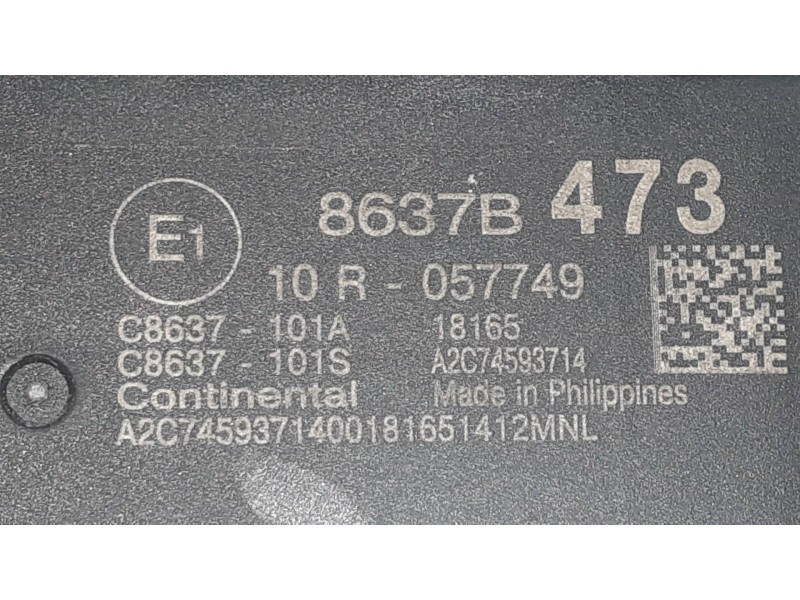 8637B 473
E1
10 R - 057749
C8637 - 101A 18165
C8637 - 101S A2C74593714
Continental Made in Philippines
A2C7459371400181651412MNL